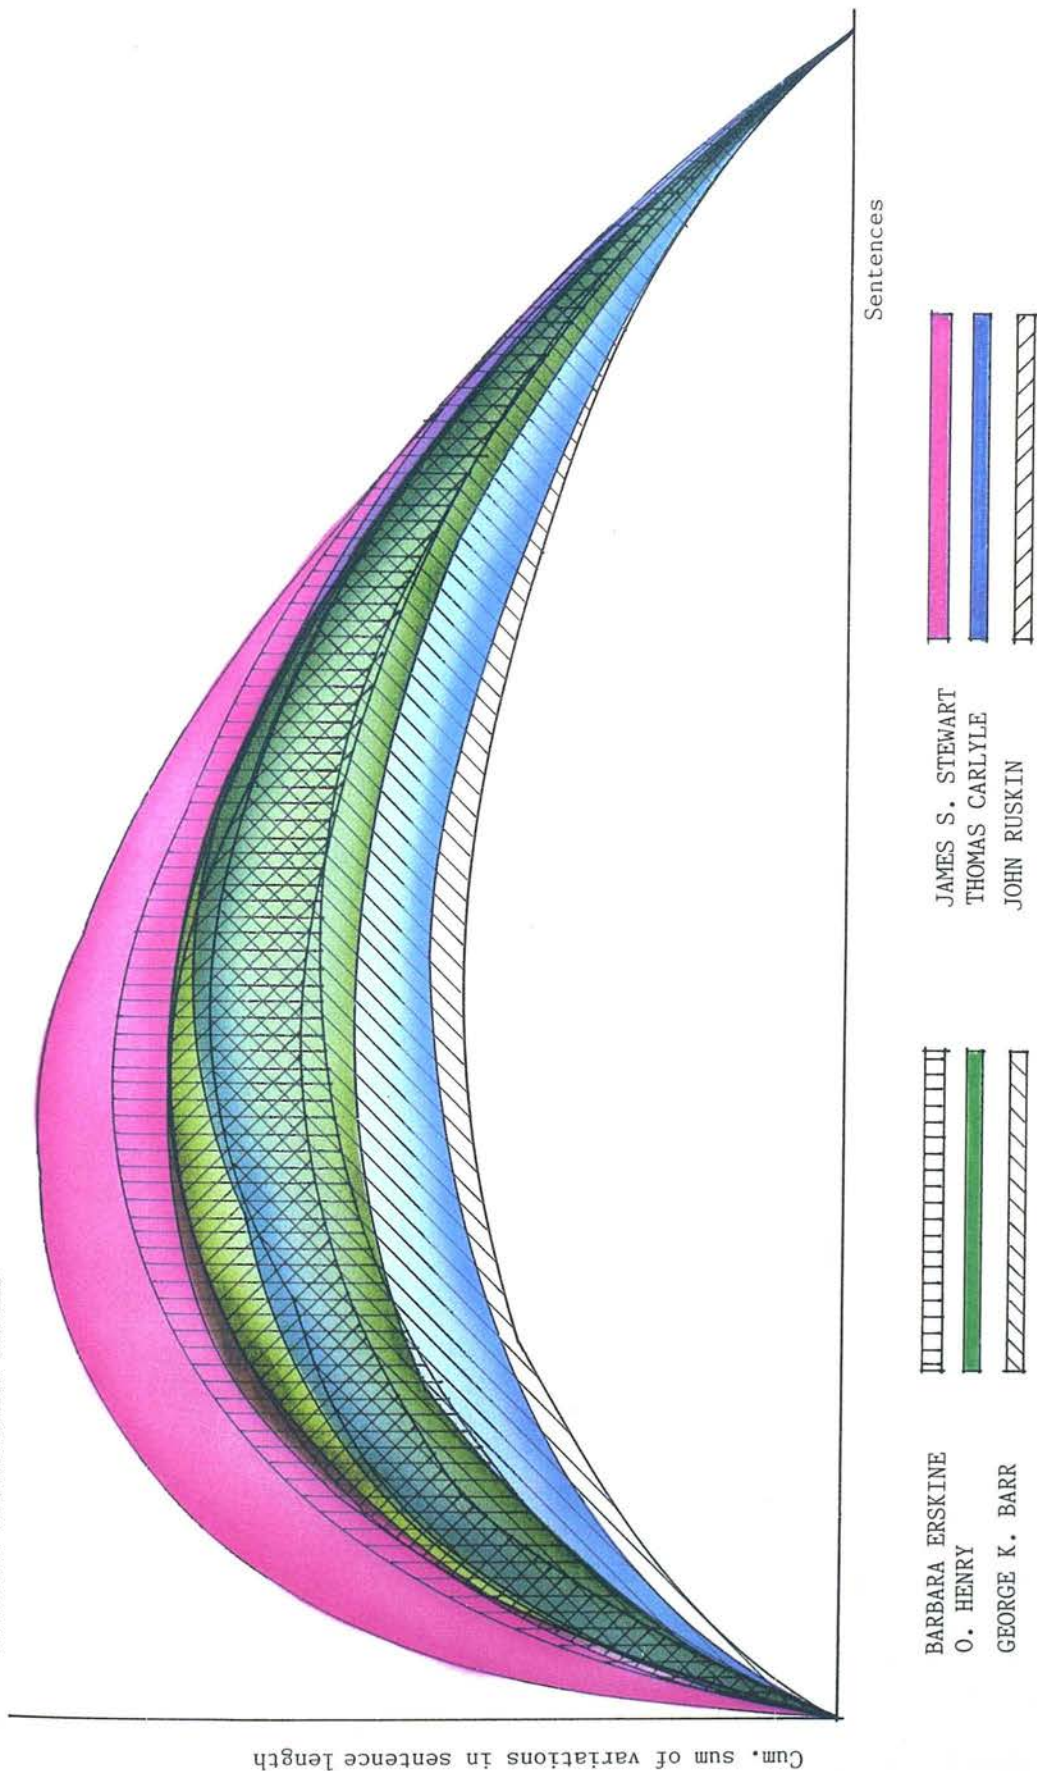 Cum. sum of variations in sentence length
Sentences
BARBARA ERSKINE
O. HENRY
GEORGE K. BARR
JAMES S. STEWART
THOMAS CARLYLE
JOHN RUSKIN